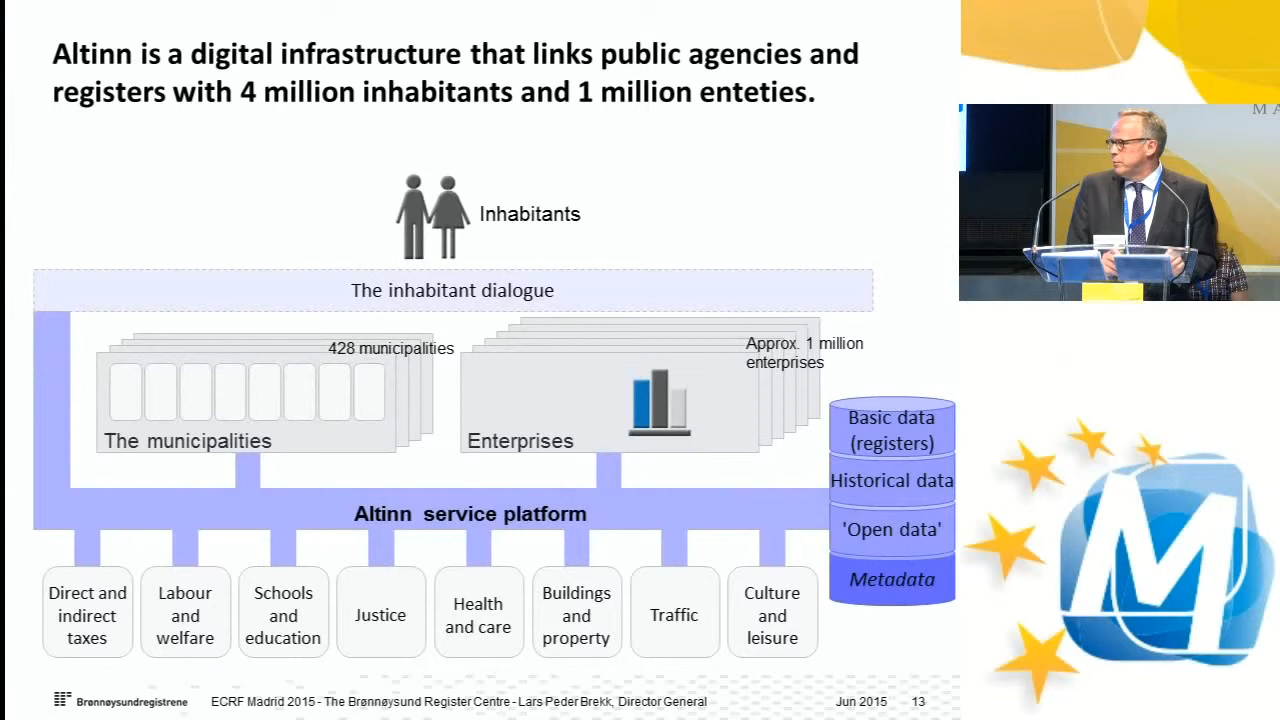 Altinn is a digital infrastructure that links public agencies and
registers with 4 million inhabitants and 1 million enteties.
M A
Inhabitants
The inhabitant dialogue
428 municipalities
Approx. 1 million
enterprises
The municipalities
Enterprises
Basic data
(registers)
Historical data
'Open data'
Metadata
Altinn service platform
Direct and
indirect
taxes
Labour
and
welfare
Schools
and
education
Justice
Health
and care
Buildings
and
property
Traffic
Culture
and
leisure
M
Brønnøysundregistrene
ECRF Madrid 2015 - The Brønnøysund Register Centre - Lars Peder Brekk, Director General
Jun 2015
13